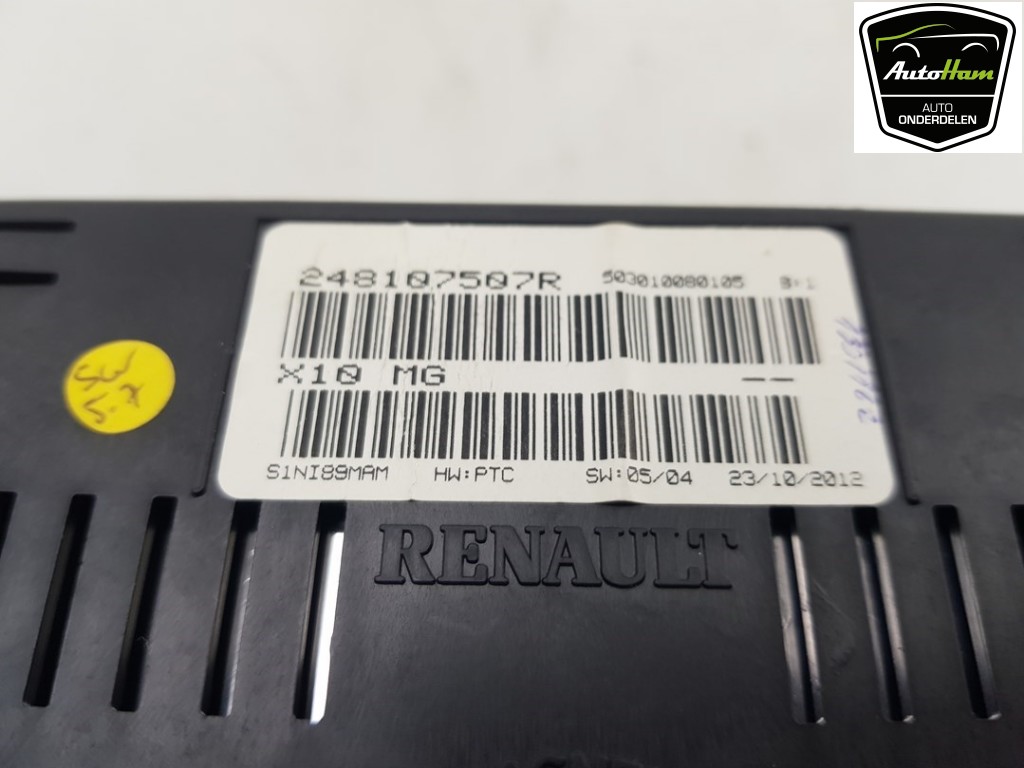 AutoHam
AUTO
ONDERDELEN
248107507R 503010080105
X10 MG --
S1NI89MAM HW:PTC SW:05/04 23/10/2012
RENAULT